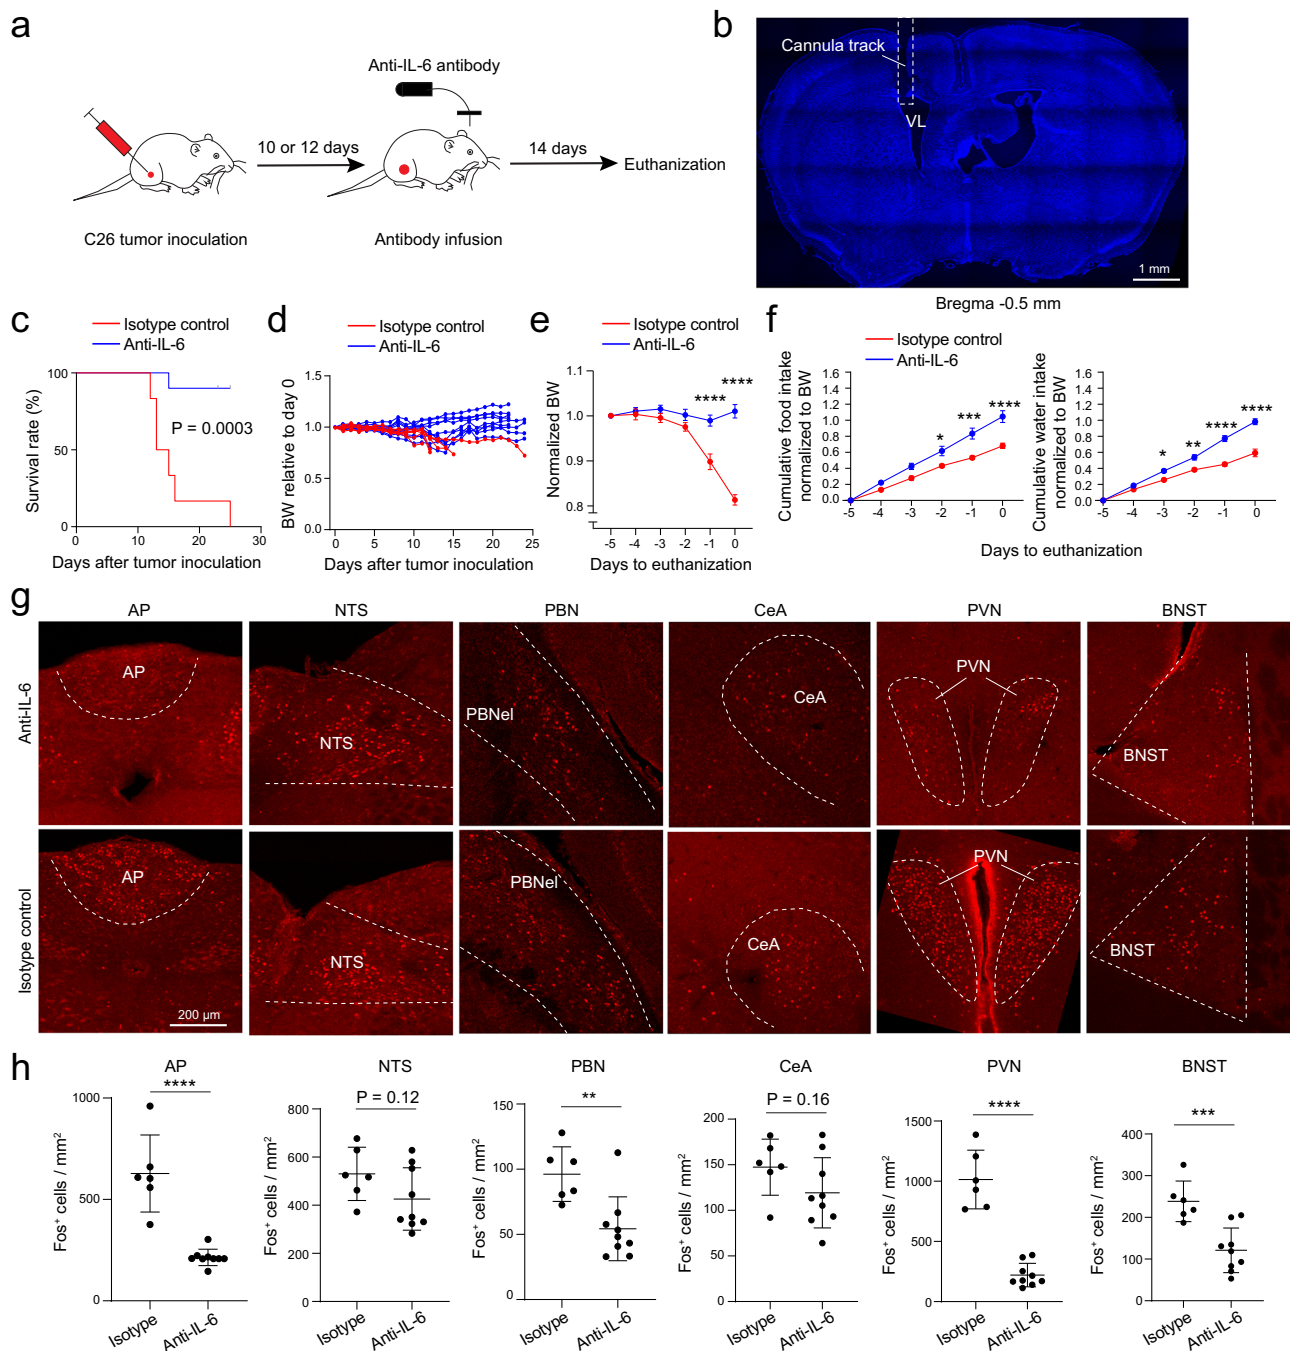 a
Anti-IL-6 antibody
10 or 12 days
14 days
Euthanization
C26 tumor inoculation
Antibody infusion
b
Cannula track
VL
1 mm
Bregma -0.5 mm
c
Isotype control
Anti-IL-6
Survival rate (%)
100
50
0
P = 0.0003
0 10 20 30
Days after tumor inoculation
d
Isotype control
Anti-IL-6
BW relative to day 0
1.5
1.0
0.5
0.0
0 5 10 15 20 25
Days after tumor inoculation
e
Isotype control
Anti-IL-6
Normalized BW
1.1
1.0
0.9
0.8
**** ****
-5 -4 -3 -2 -1 0
Days to euthanization
f
Isotype control
Anti-IL-6
Cumulative food intake
normalized to BW
1.6
1.4
1.2
1.0
0.8
0.6
0.4
0.2
0.0
* *** ****
-5 -4 -3 -2 -1 0
Cumulative water intake
normalized to BW
1.6
1.4
1.2
1.0
0.8
0.6
0.4
0.2
0.0
* ** **** ****
-5 -4 -3 -2 -1 0
Days to euthanization
g
AP NTS PBN CeA PVN BNST
Anti-IL-6
AP
NTS
PBNel
CeA
PVN
BNST
Isotype control
AP
200 µm
NTS
PBNel
CeA
PVN
BNST
h
AP
****
Fos⁺ cells / mm²
1000
500
0
Isotype Anti-IL-6
NTS
P = 0.12
Fos⁺ cells / mm²
800
600
400
200
0
Isotype Anti-IL-6
PBN
**
Fos⁺ cells / mm²
150
100
50
0
Isotype Anti-IL-6
CeA
P = 0.16
Fos⁺ cells / mm²
200
150
100
50
0
Isotype Anti-IL-6
PVN
****
Fos⁺ cells / mm²
1500
1000
500
0
Isotype Anti-IL-6
BNST
***
Fos⁺ cells / mm²
400
300
200
100
0
Isotype Anti-IL-6